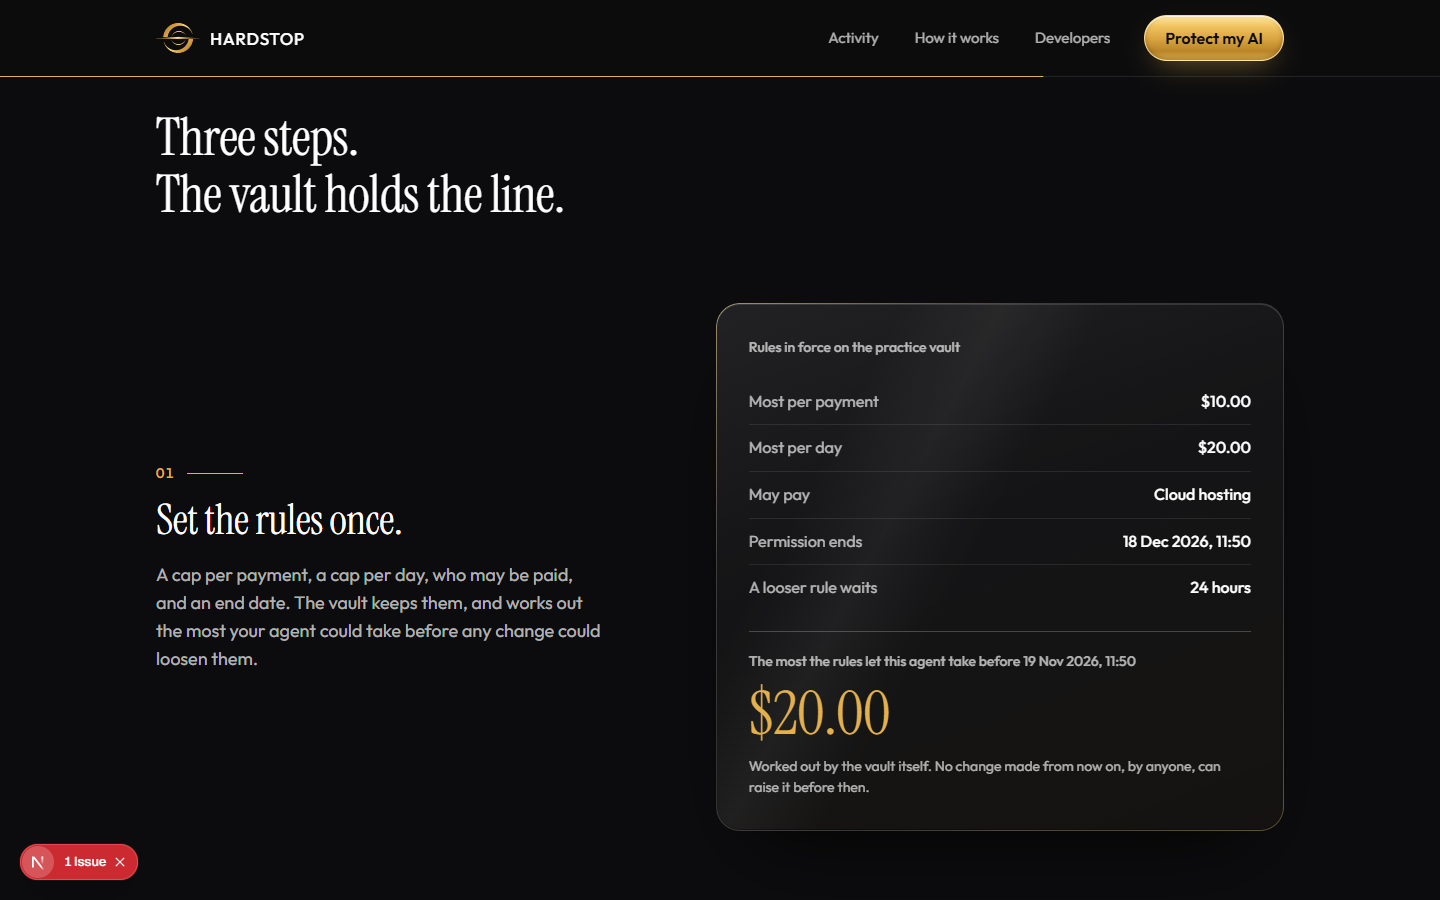 HARDSTOP
Activity
How it works
Developers
Protect my AI
Three steps.
The vault holds the line.
01
Set the rules once.
A cap per payment, a cap per day, who may be paid,
and an end date. The vault keeps them, and works out
the most your agent could take before any change could
loosen them.
Rules in force on the practice vault
Most per payment $10.00
Most per day $20.00
May pay Cloud hosting
Permission ends 18 Dec 2026, 11:50
A looser rule waits 24 hours
The most the rules let this agent take before 19 Nov 2026, 11:50
$20.00
Worked out by the vault itself. No change made from now on, by anyone, can
raise it before then.
N 1 Issue